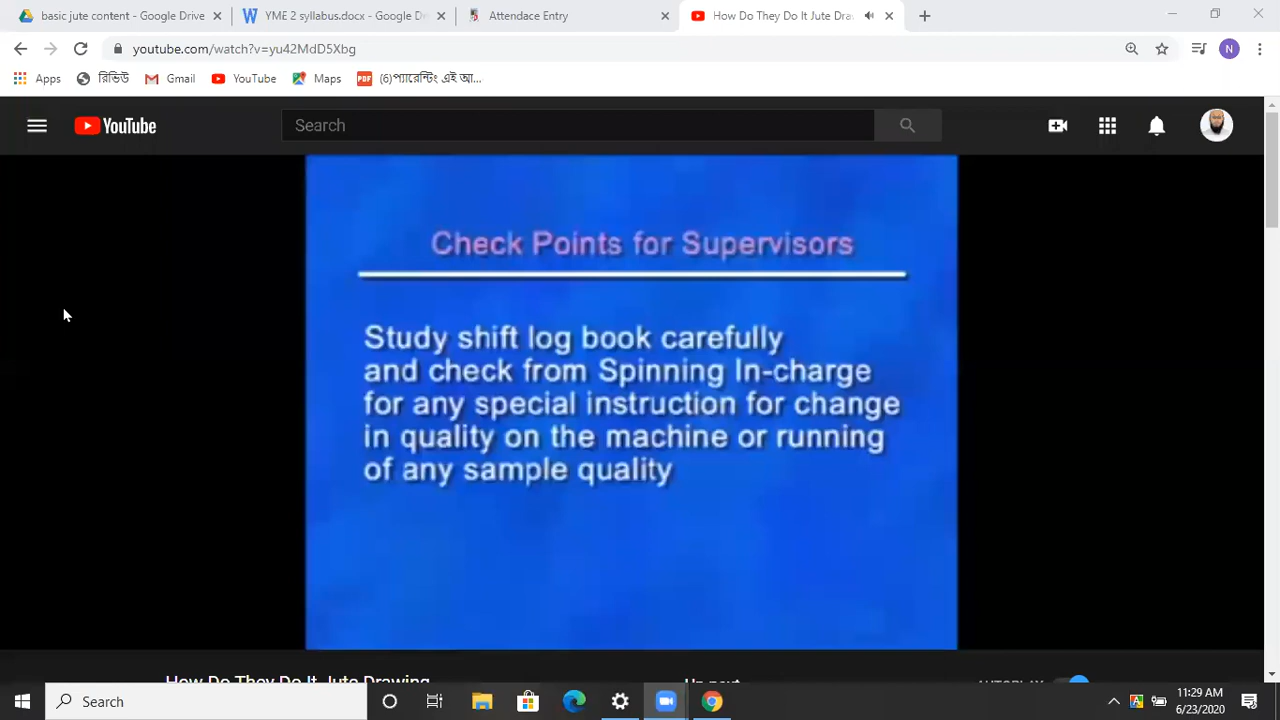 basic jute content - Google Drive
YME 2 syllabus.docx - Google D
Attendace Entry
How Do They Do It Jute Draw
youtube.com/watch?v=yu42MdD5Xbg
N
Apps
রিভিউ
Gmail
YouTube
Maps
PDF
(6)প্যারেন্টিং এই আ...
YouTube
Search
Check Points for Supervisors
Study shift log book carefully
and check from Spinning In-charge
for any special instruction for change
in quality on the machine or running
of any sample quality
How Do They Do It Jute Drawing
Up next
AUTOPLAY
Search
11:29 AM
6/23/2020